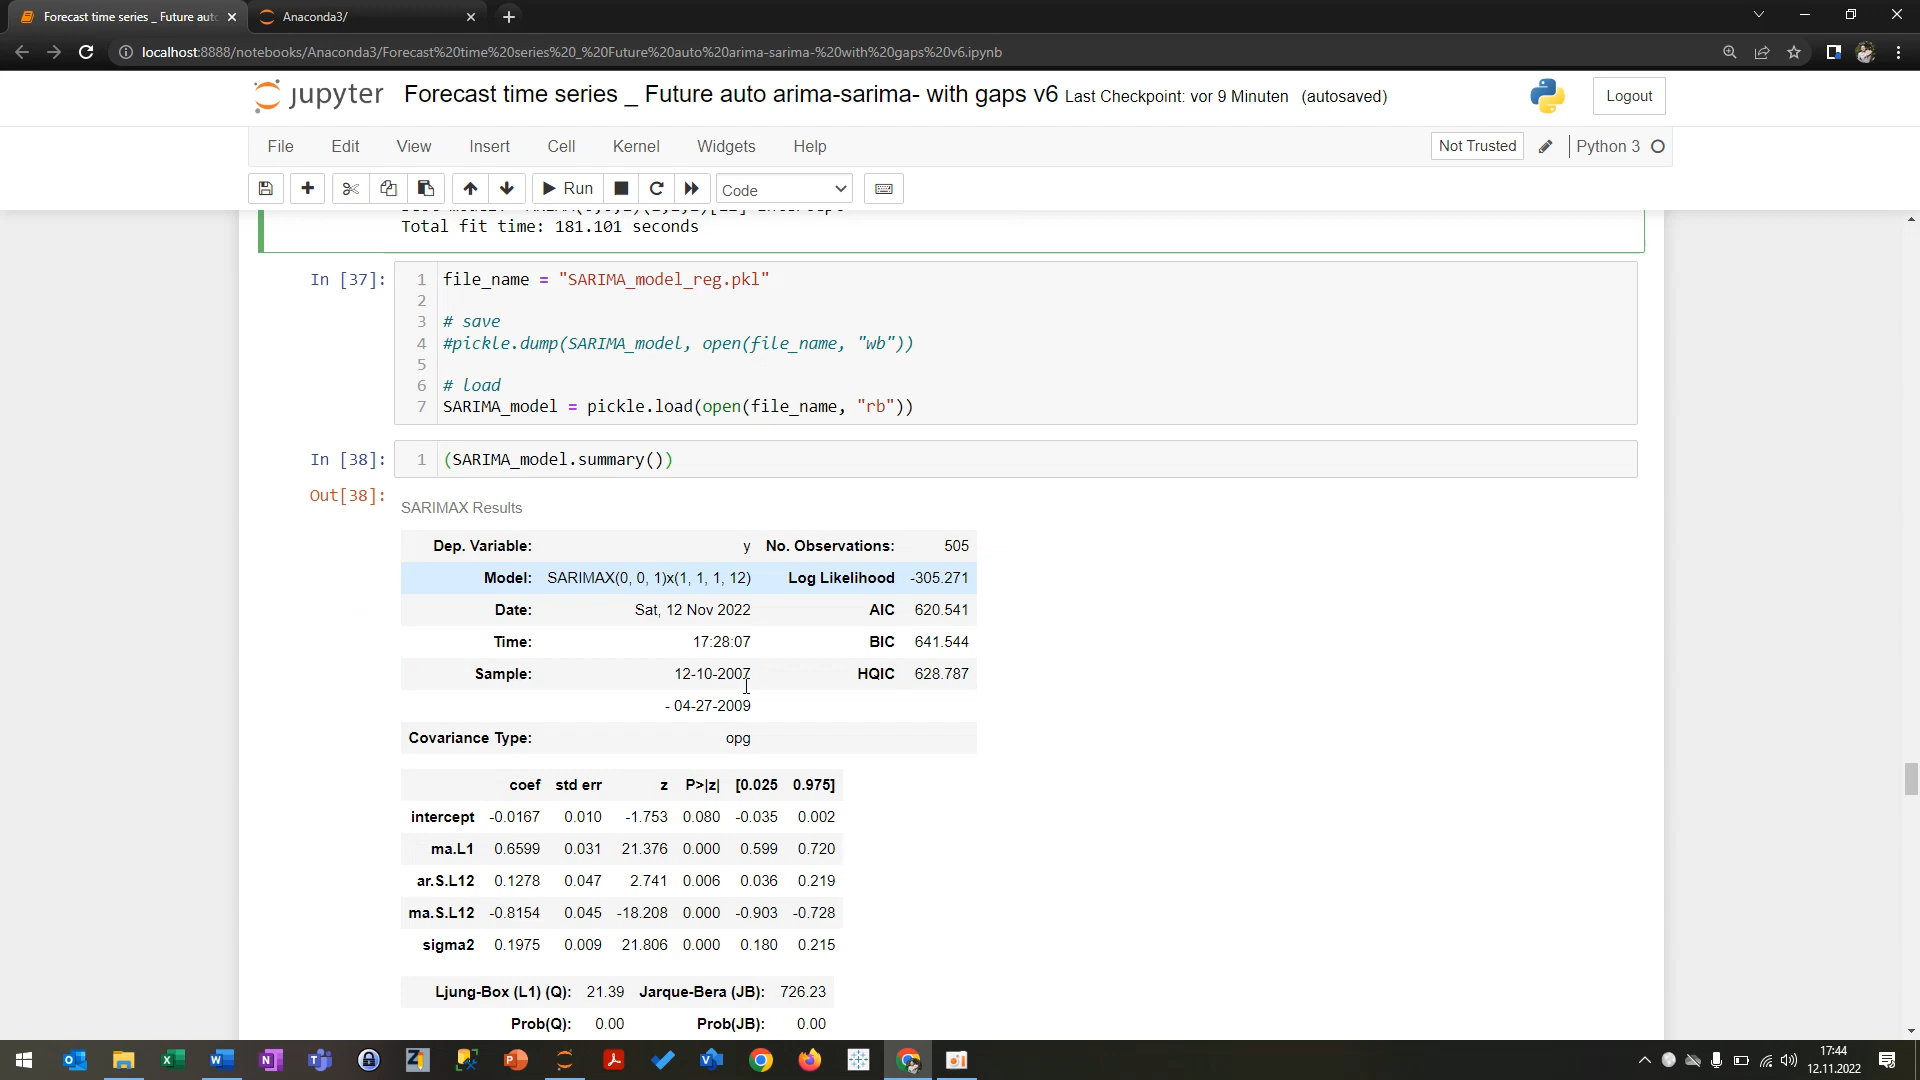 Forecast time series _ Future aut
Anaconda3/
localhost:8888/notebooks/Anaconda3/Forecast%20time%20series%20_%20Future%20auto%20arima-sarima-%20with%20gaps%20v6.ipynb
jupyter Forecast time series _ Future auto arima-sarima- with gaps v6 Last Checkpoint: vor 9 Minuten (autosaved)
Logout
File Edit View Insert Cell Kernel Widgets Help
Not Trusted
Python 3
Run
Code
Total fit time: 181.101 seconds
In [37]:
1 file_name = "SARIMA_model_reg.pkl"
2
3 # save
4 #pickle.dump(SARIMA_model, open(file_name, "wb"))
5
6 # load
7 SARIMA_model = pickle.load(open(file_name, "rb"))
In [38]:
1 (SARIMA_model.summary())
Out[38]:
SARIMAX Results
Dep. Variable: y No. Observations: 505
Model: SARIMAX(0, 0, 1)x(1, 1, 1, 12) Log Likelihood -305.271
Date: Sat, 12 Nov 2022 AIC 620.541
Time: 17:28:07 BIC 641.544
Sample: 12-10-2007 HQIC 628.787
- 04-27-2009
Covariance Type: opg
coef std err z P>|z| [0.025 0.975]
intercept -0.0167 0.010 -1.753 0.080 -0.035 0.002
ma.L1 0.6599 0.031 21.376 0.000 0.599 0.720
ar.S.L12 0.1278 0.047 2.741 0.006 0.036 0.219
ma.S.L12 -0.8154 0.045 -18.208 0.000 -0.903 -0.728
sigma2 0.1975 0.009 21.806 0.000 0.180 0.215
Ljung-Box (L1) (Q): 21.39 Jarque-Bera (JB): 726.23
Prob(Q): 0.00 Prob(JB): 0.00
17:44
12.11.2022